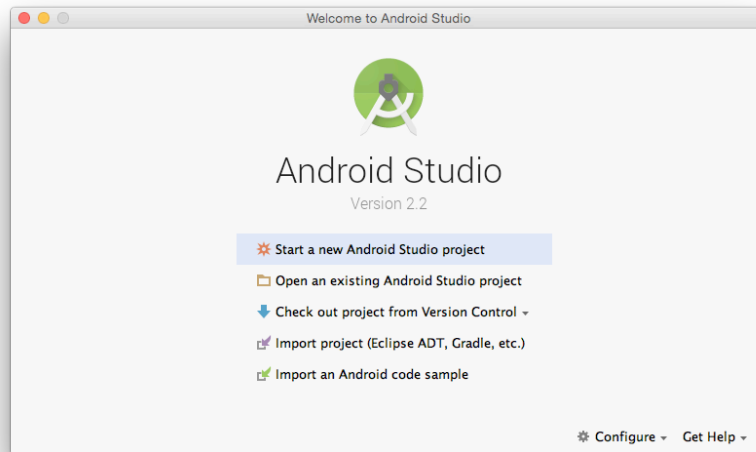 Welcome to Android Studio
Android Studio
Version 2.2
Start a new Android Studio project
Open an existing Android Studio project
Check out project from Version Control
Import project (Eclipse ADT, Gradle, etc.)
Import an Android code sample
Configure Get Help